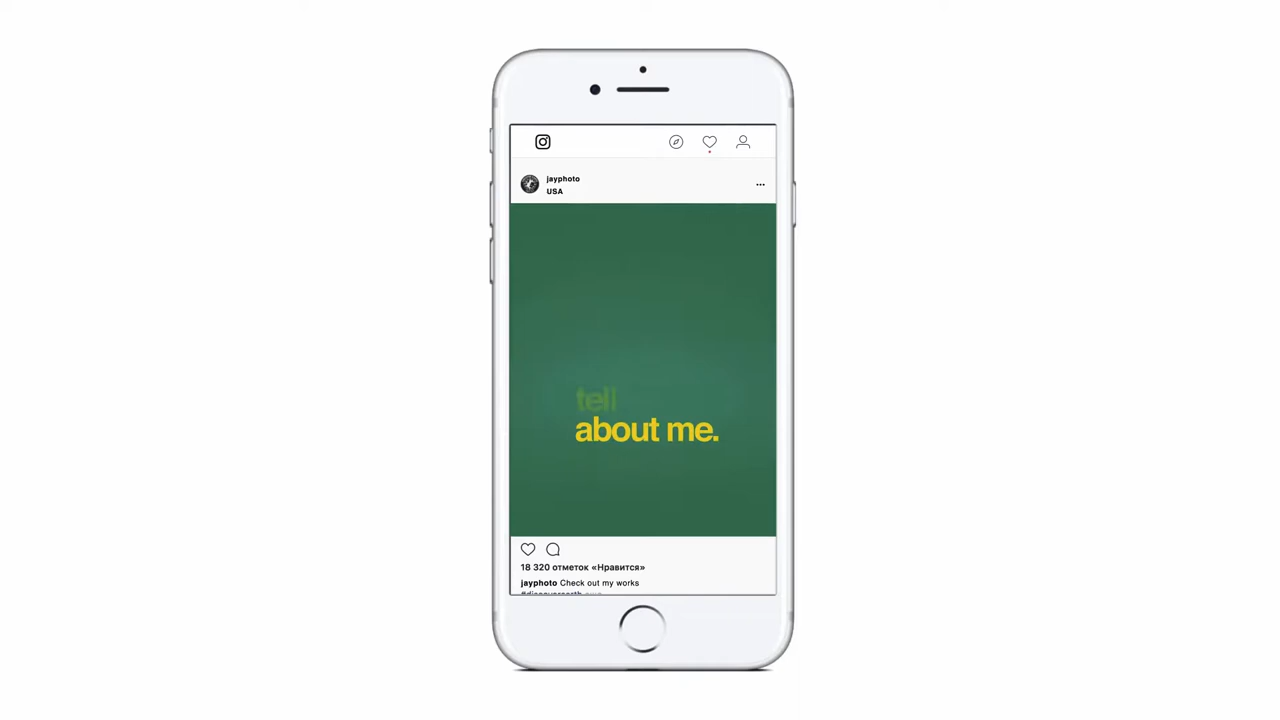 jayphoto
USA
tell
about me.
18 320 отметок «Нравится»
jayphoto Check out my works